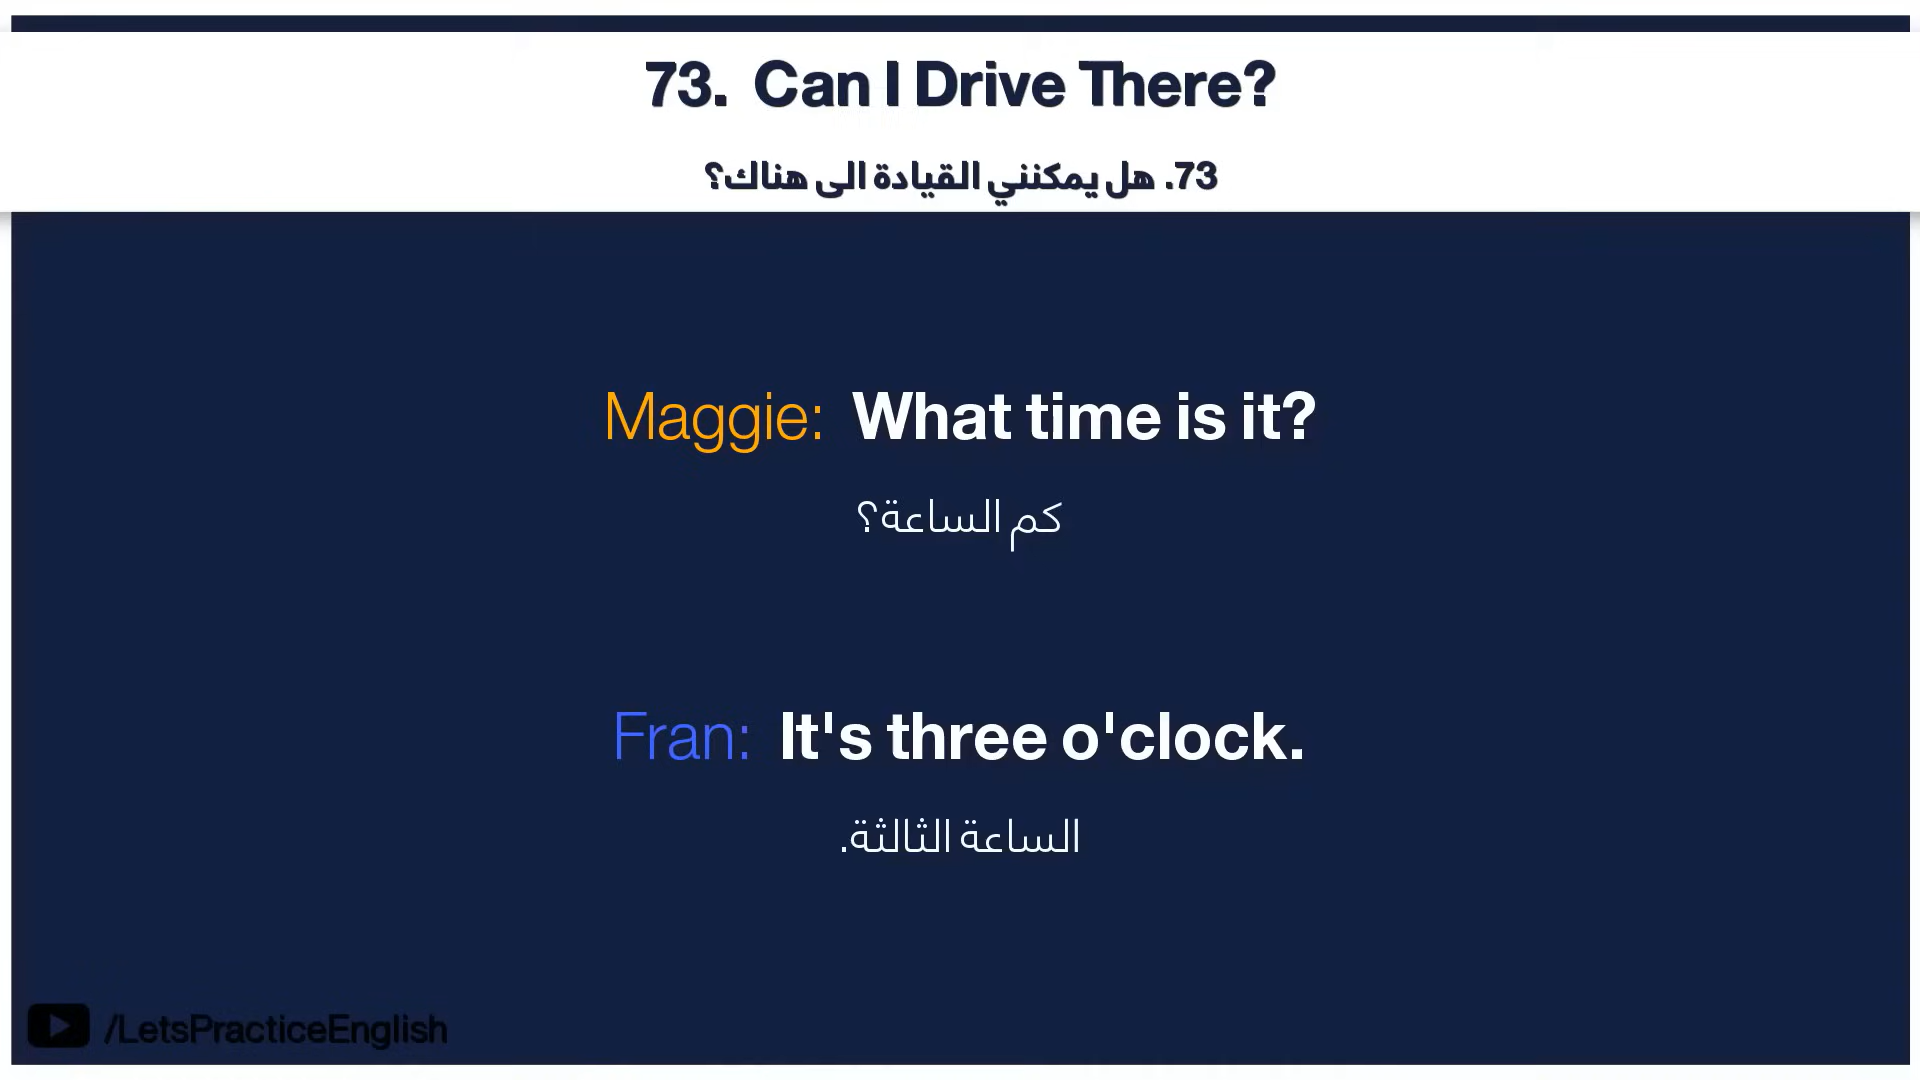 73. Can I Drive There?
73. هل يمكنني القيادة الى هناك؟
Maggie: What time is it?
كم الساعة؟
Fran: It's three o'clock.
الساعة الثالثة.
/LetsPracticeEnglish